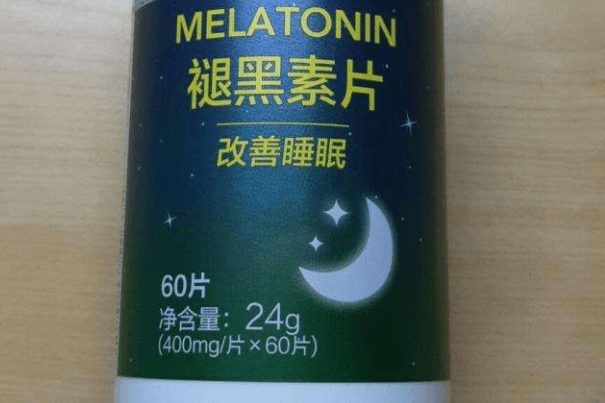 MELATONIN
褪黑素片
改善睡眠
60片
净含量：24g
(400mg/片×60片)